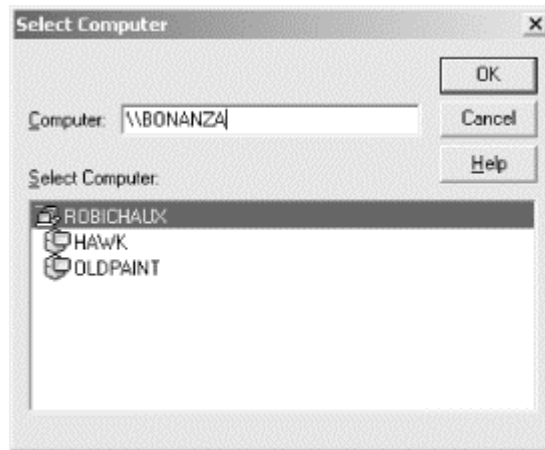 Select Computer
OK
Computer: \\BONANZA
Cancel
Help
Select Computer:
ROBICHAUX
HAWK
OLDPAINT